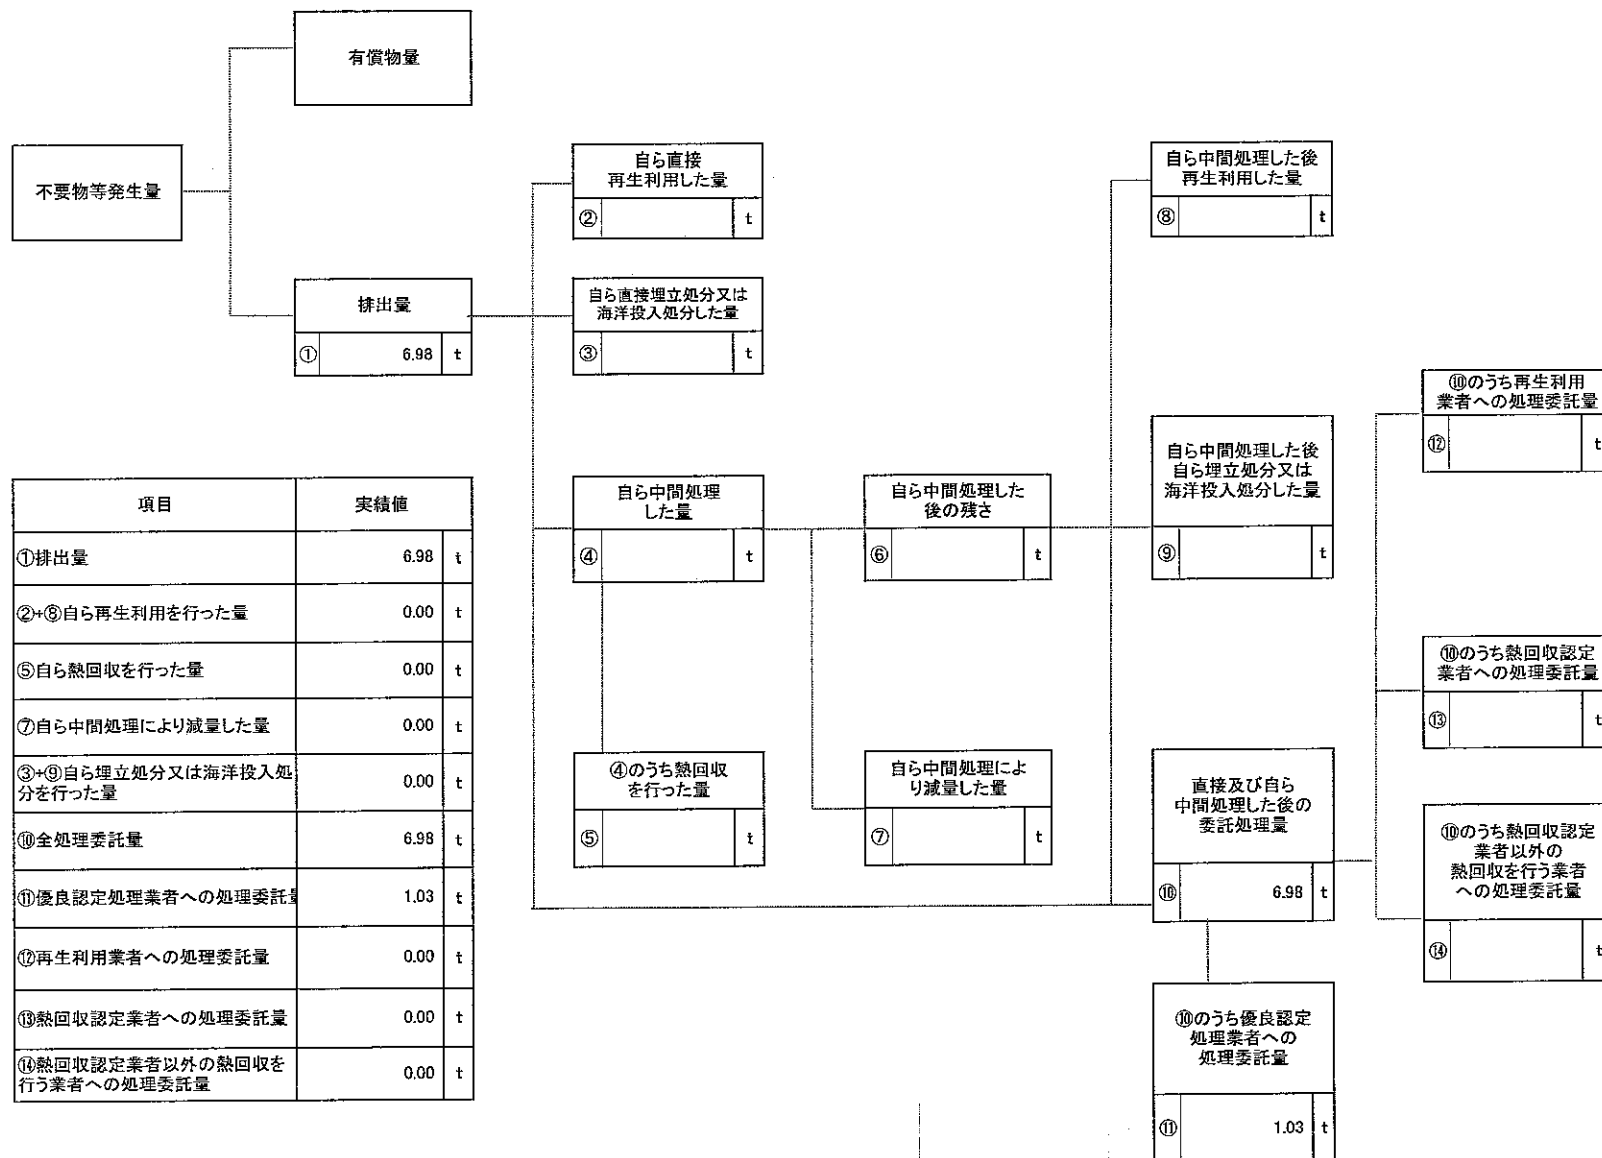 有償物量
不要物等発生量
排出量
① 6.98 t
自ら直接
再生利用した量
② t
自ら直接埋立処分又は
海洋投入処分した量
③ t
自ら中間処理
した量
④ t
④のうち熱回収
を行った量
⑤ t
自ら中間処理した
後の残さ
⑥ t
自ら中間処理によ
り減量した量
⑦ t
自ら中間処理した後
再生利用した量
⑧ t
自ら中間処理した後
自ら埋立処分又は
海洋投入処分した量
⑨ t
直接及び自ら
中間処理した後の
委託処理量
⑩ 6.98 t
⑩のうち優良認定
処理業者への
処理委託量
⑪ 1.03 t
⑩のうち再生利用
業者への処理委託量
⑫ t
⑩のうち熱回収認定
業者への処理委託量
⑬ t
⑩のうち熱回収認定
業者以外の
熱回収を行う業者
への処理委託量
⑭ t
項目 実績値
①排出量 6.98 t
②+⑧自ら再生利用を行った量 0.00 t
⑤自ら熱回収を行った量 0.00 t
⑦自ら中間処理により減量した量 0.00 t
③+⑨自ら埋立処分又は海洋投入処
分を行った量 0.00 t
⑩全処理委託量 6.98 t
⑪優良認定処理業者への処理委託量 1.03 t
⑫再生利用業者への処理委託量 0.00 t
⑬熱回収認定業者への処理委託量 0.00 t
⑭熱回収認定業者以外の熱回収を
行う業者への処理委託量 0.00 t